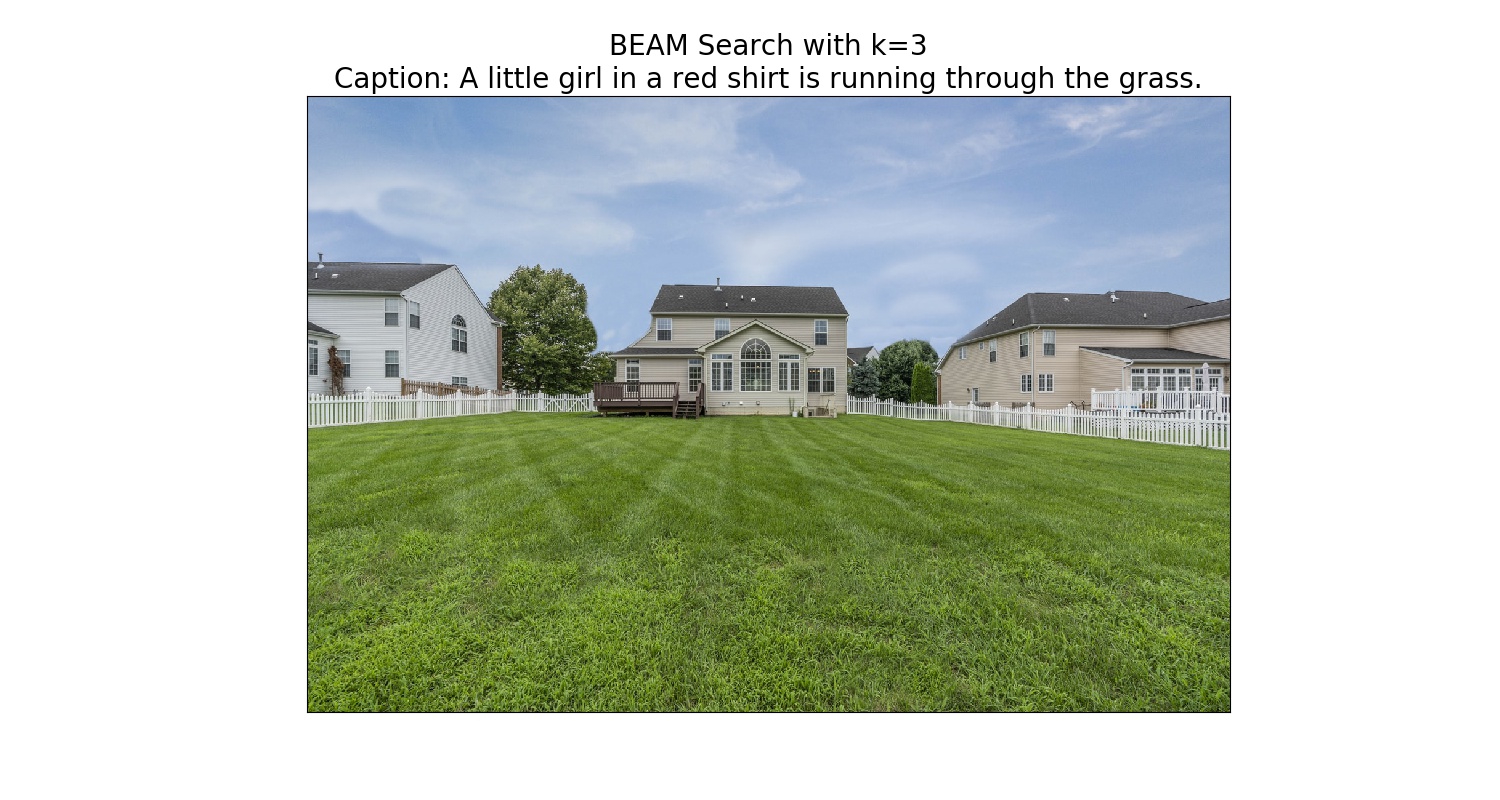 BEAM Search with k=3
Caption: A little girl in a red shirt is running through the grass.